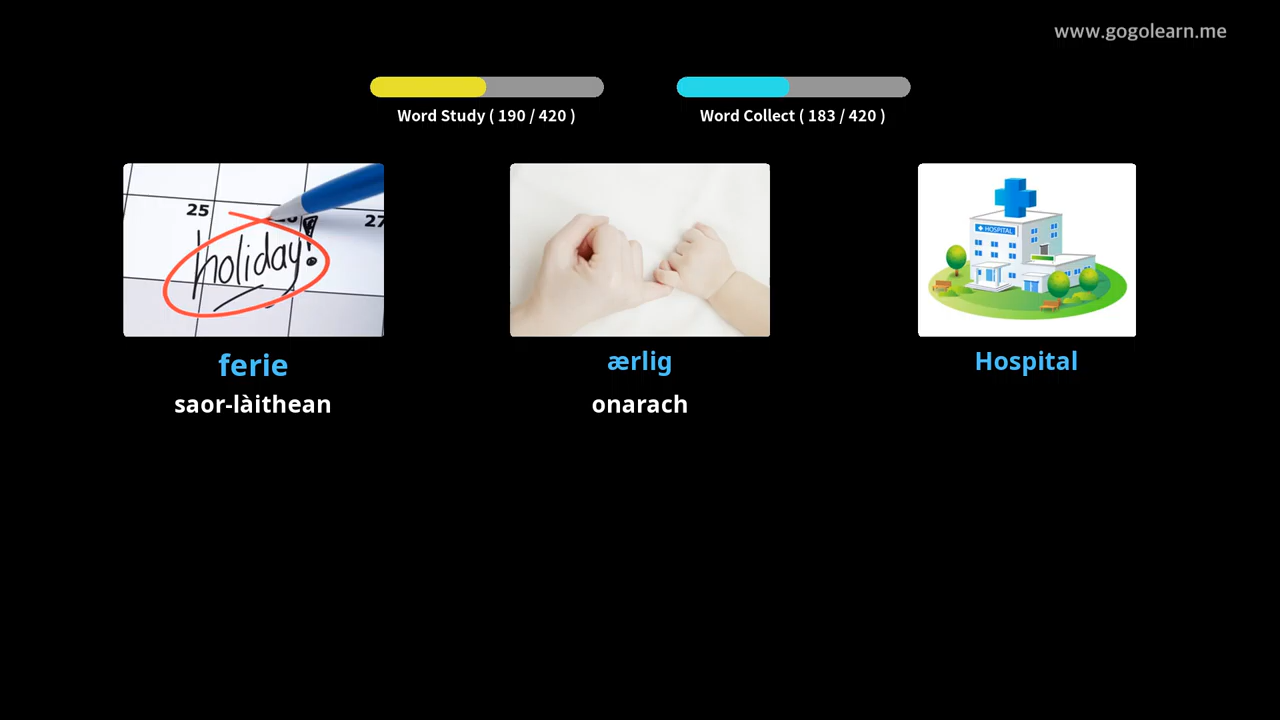 www.gogolearn.me
Word Study ( 190 / 420 )
Word Collect ( 183 / 420 )
25
27
holiday!
HOSPITAL
ferie
ærlig
Hospital
saor-làithean
onarach